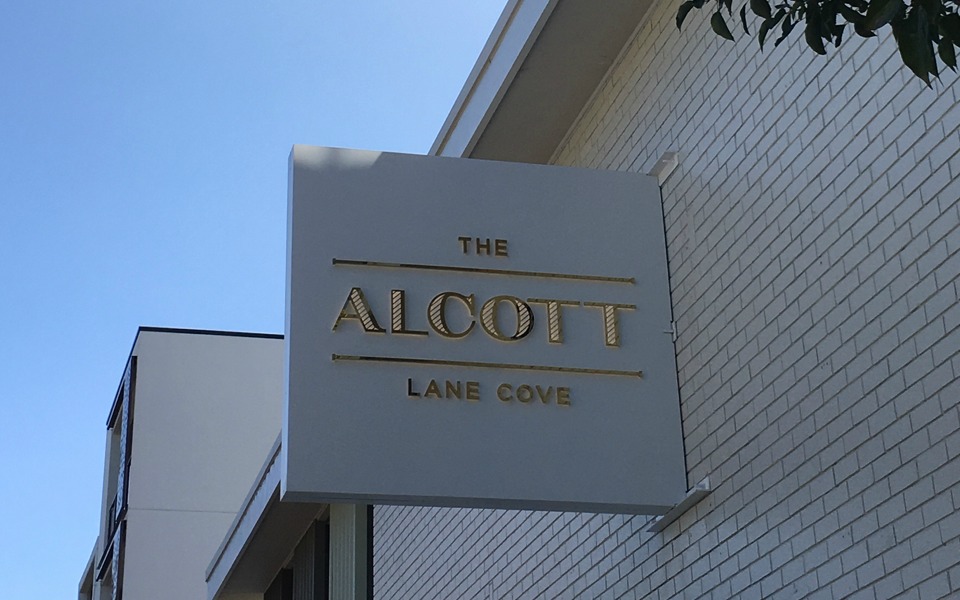 THE
ALCOTT
LANE COVE